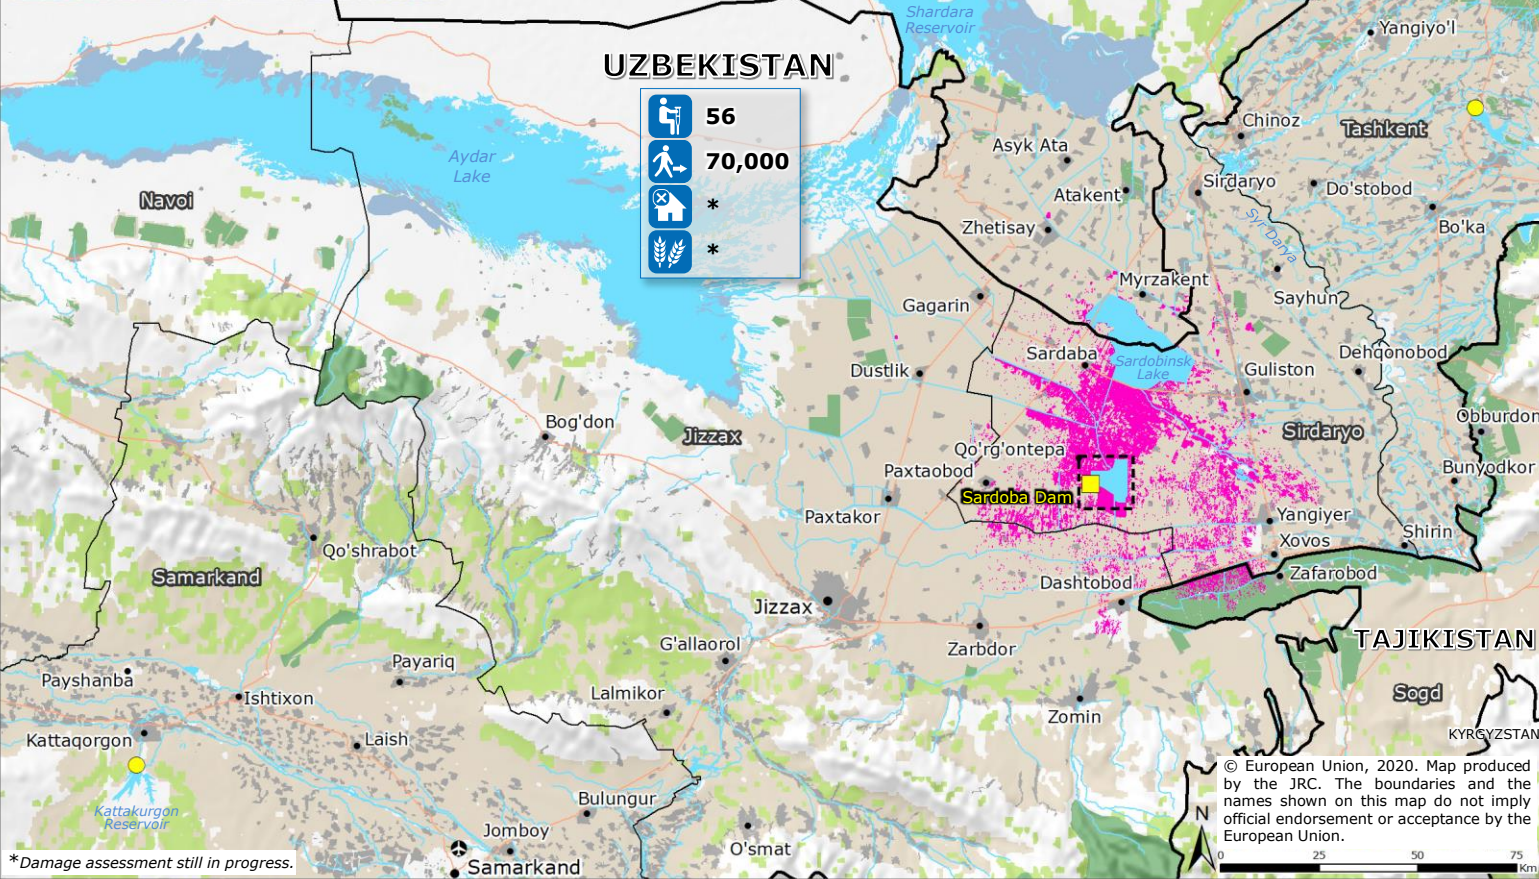 Shardara
Reservoir
Yangiyo'l
UZBEKISTAN
56
70,000
*
*
Chinoz
Tashkent
Asyk Ata
Aydar
Lake
Navoi
Atakent
Sirdaryo
Do'stobod
Bo'ka
Syr Darya
Zhetisay
Myrzakent
Gagarin
Sayhun
Sardaba
Sardobinsk
Lake
Dehqonobod
Dustlik
Guliston
Obburdon
Bog'don
Jizzax
Sirdaryo
Qo'rg'ontepa
Paxtaobod
Bunyodkor
Sardoba Dam
Paxtakor
Yangiyer
Shirin
Xovos
Qo'shrabot
Samarkand
Dashtobod
Zafarobod
Jizzax
G'allaorol
Zarbdor
TAJIKISTAN
Payariq
Payshanba
Ishtixon
Lalmikor
Sogd
Zomin
Kattaqorgon
Laish
KYRGYZSTAN
© European Union, 2020. Map produced
by the JRC. The boundaries and the
names shown on this map do not imply
official endorsement or acceptance by the
European Union.
Kattakurgon
Reservoir
Bulungur
N
Jomboy
O'smat
Samarkand
*Damage assessment still in progress.
0 25 50 75
Km